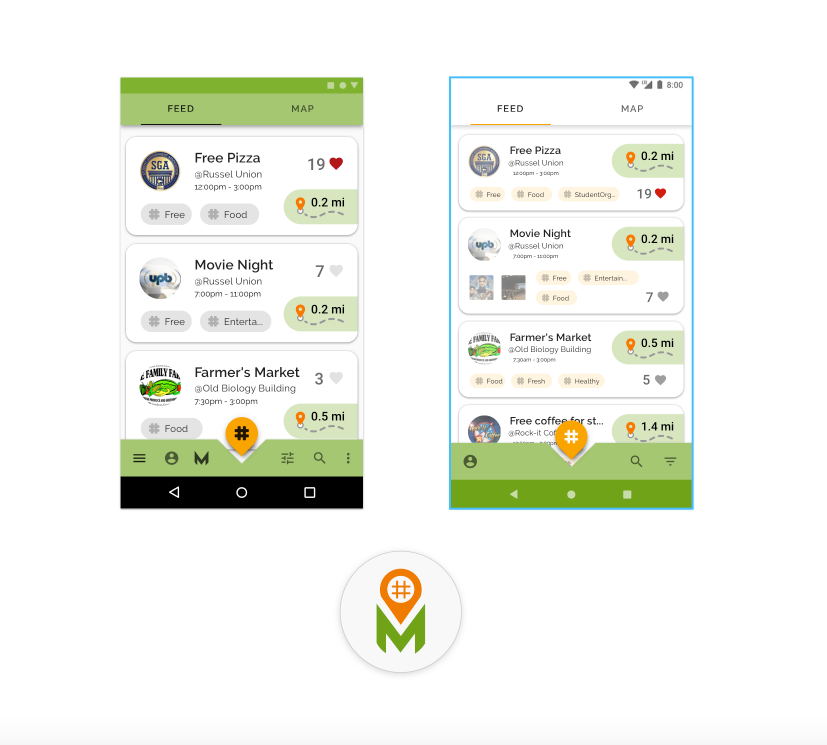 FEED MAP
SGA
Free Pizza
@Russel Union
12:00pm - 3:00pm
19
0.2 mi
# Free # Food
upb
Movie Night
@Russel Union
7:00pm - 11:00pm
7
0.2 mi
# Free # Enterta...
FAMILY
Farmer's Market
@Old Biology Building
7:30pm - 3:00pm
3
0.5 mi
# Food
#
M
8:00
FEED MAP
SGA
Free Pizza
@Russel Union
12:00pm - 3:00pm
0.2 mi
# Free # Food # StudentOrg...
19
upb
Movie Night
@Russel Union
7:00pm - 11:00pm
0.2 mi
# Free # Entertain...
# Food
7
FAMILY
Farmer's Market
@Old Biology Building
7:30am - 3:00pm
0.5 mi
# Food # Fresh # Healthy
5
Free coffee for st...
@Rock-it
1.4 mi
#
#
M